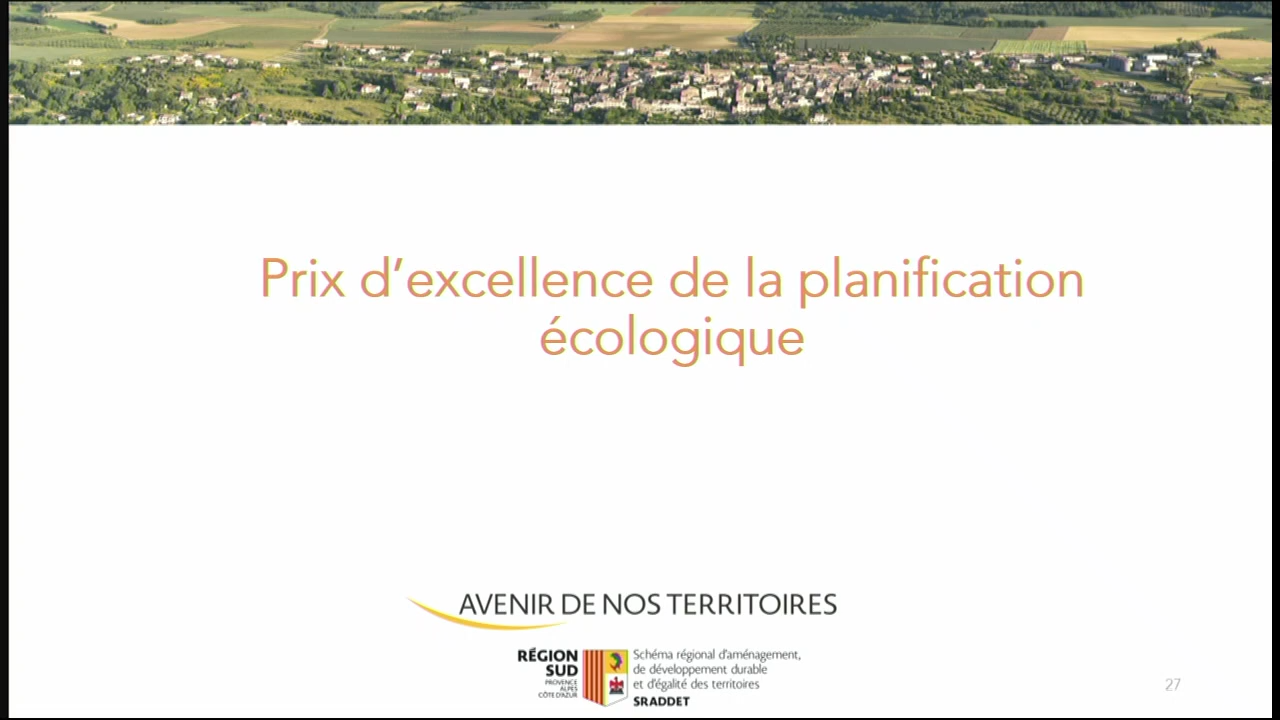 Prix d’excellence de la planification
écologique
AVENIR DE NOS TERRITOIRES
RÉGION
SUD
PROVENCE
ALPES
CÔTE D'AZUR
Schéma régional d'aménagement,
de développement durable
et d'égalité des territoires
SRADDET
27